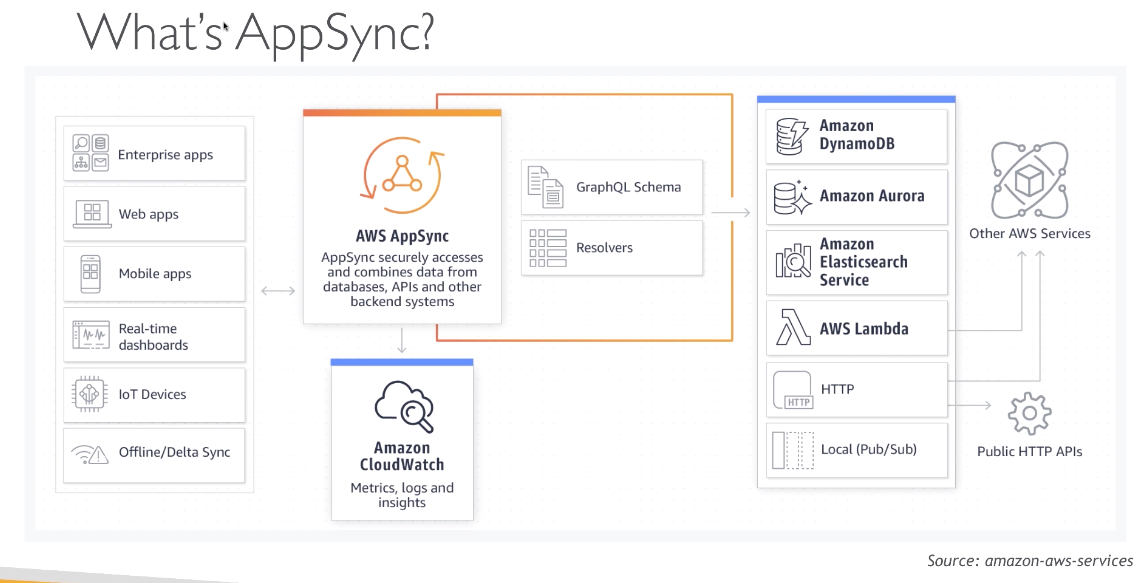 What's AppSync?
Enterprise apps
Web apps
Mobile apps
Real-time
dashboards
IoT Devices
Offline/Delta Sync
AWS AppSync
AppSync securely accesses
and combines data from
databases, APIs and other
backend systems
Amazon
CloudWatch
Metrics, logs and
insights
GraphQL Schema
Resolvers
Amazon
DynamoDB
Amazon Aurora
Amazon
Elasticsearch
Service
AWS Lambda
HTTP
HTTP
Local (Pub/Sub)
Other AWS Services
Public HTTP APIs
Source: amazon-aws-services